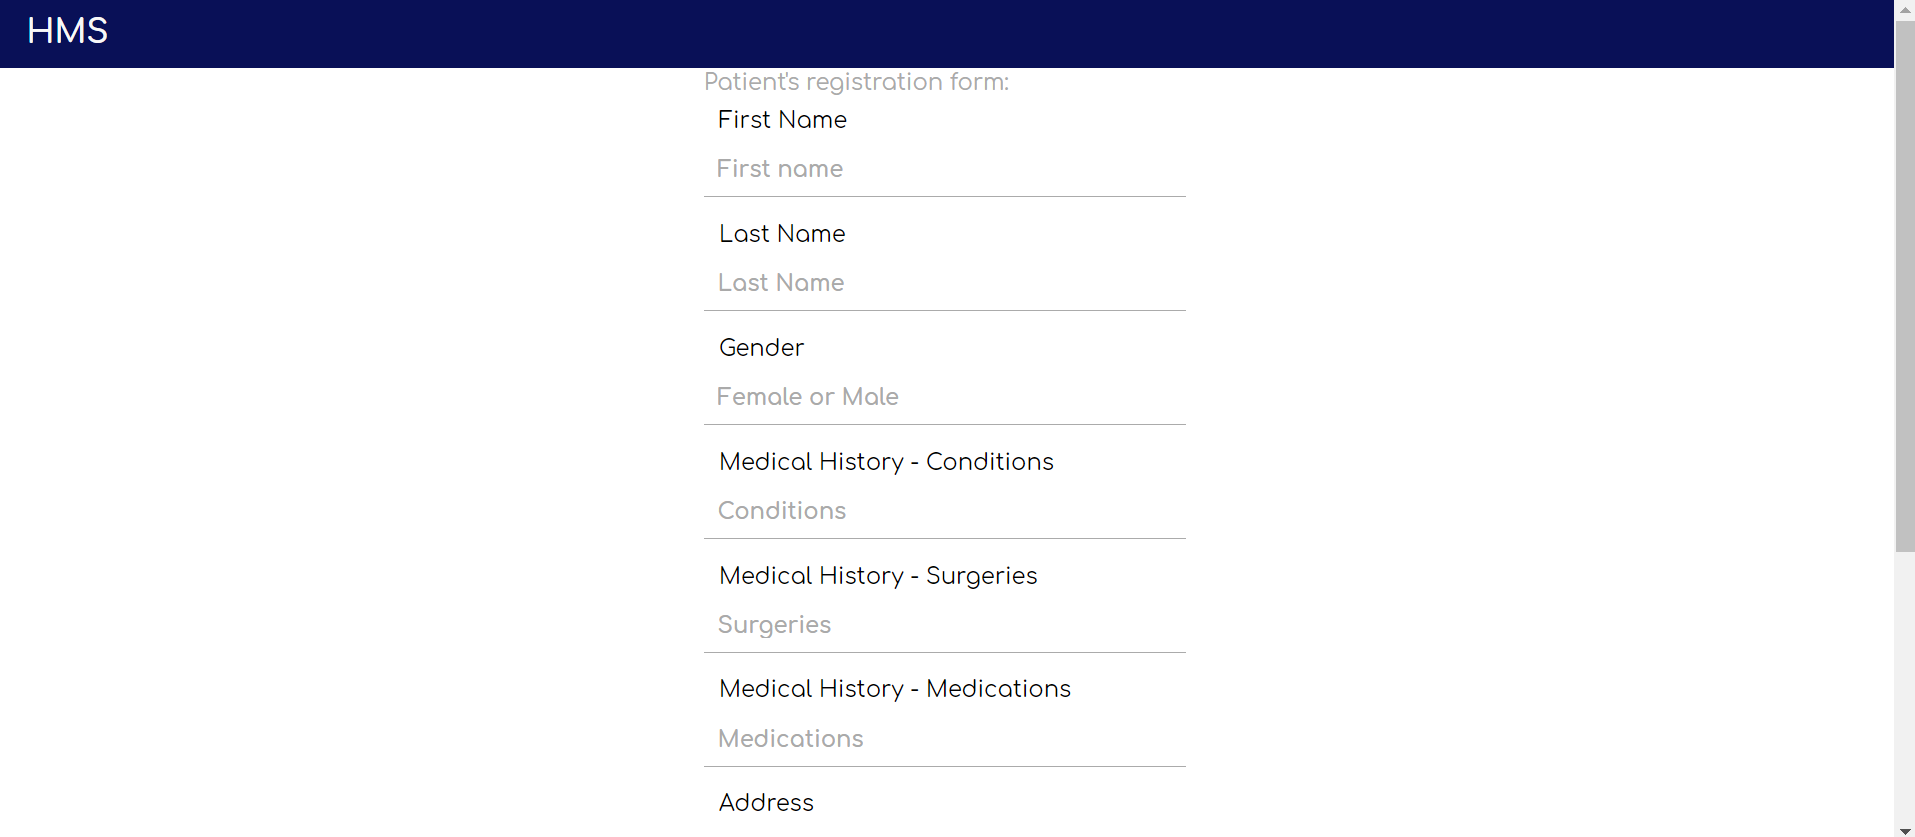 HMS
Patient's registration form:
First Name
First name
Last Name
Last Name
Gender
Female or Male
Medical History - Conditions
Conditions
Medical History - Surgeries
Surgeries
Medical History - Medications
Medications
Address